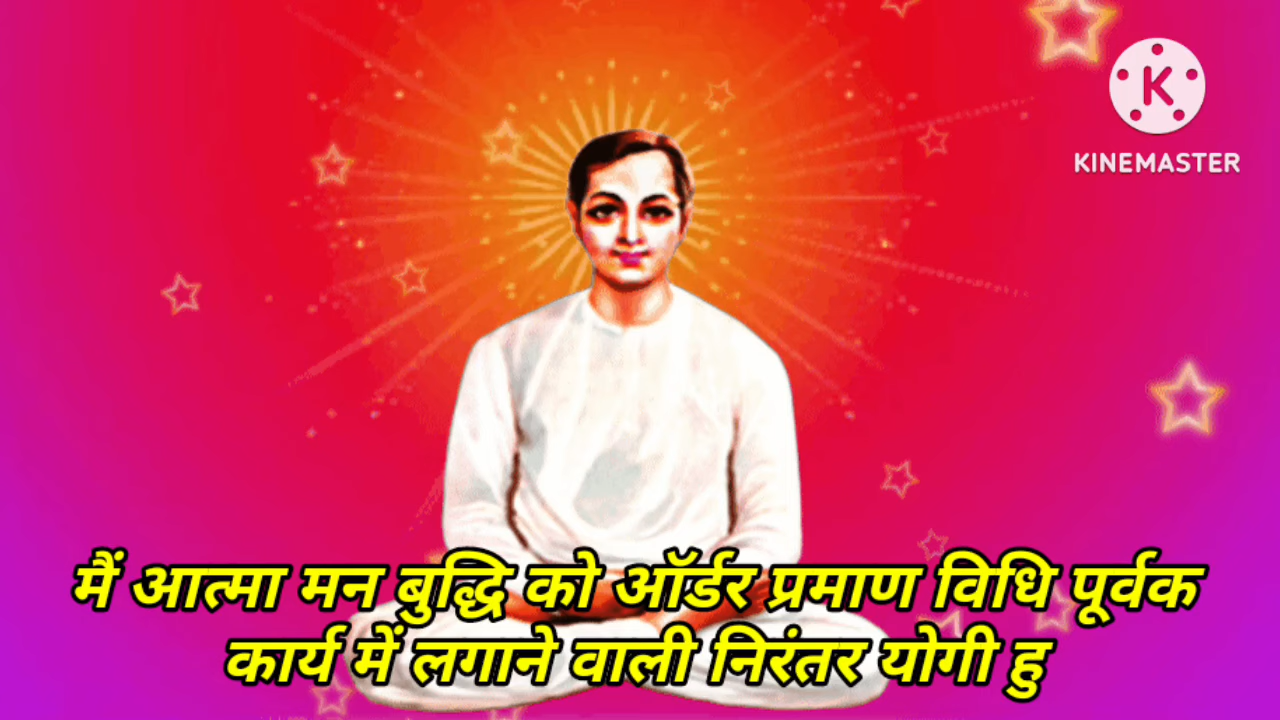 K
KINEMASTER
मैं आत्मा मन बुद्धि को ऑर्डर प्रमाण विधि पूर्वक
कार्य में लगाने वाली निरंतर योगी हु